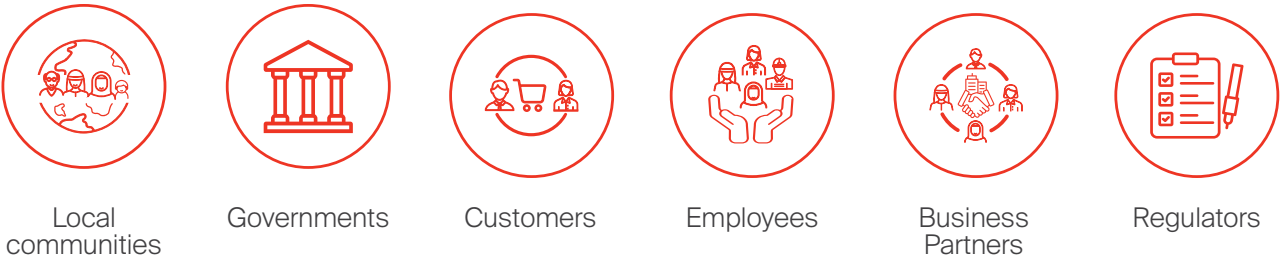 Local
communities
Governments
Customers
Employees
Business
Partners
Regulators